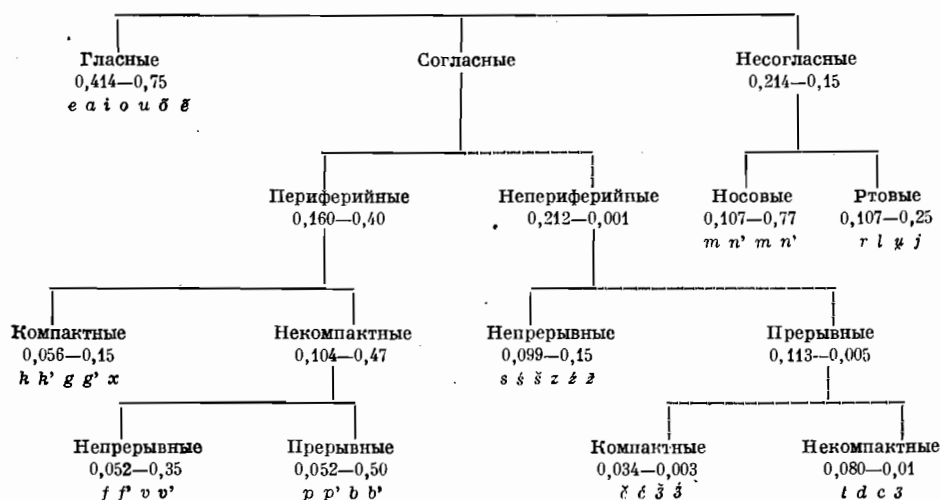 Гласные Согласные Несогласные
0,414—0,75 0,214—0,15
e a i o u õ ẽ
Периферийные Непериферийные Носовые Ртовые
0,160—0,40 0,212—0,001 0,107—0,77 0,107—0,25
m n’ m n’ r l u̯ j
Компактные Некомпактные Непрерывные Прерывные
0,056—0,15 0,104—0,47 0,099—0,15 0,113—0,005
k k’ g g’ x s ś š z ź ž
Непрерывные Прерывные Компактные Некомпактные
0,052—0,35 0,052—0,50 0,034—0,003 0,080—0,01
f f’ v v’ p p’ b b’ č ć ǯ ʒ́ t d c ʒ